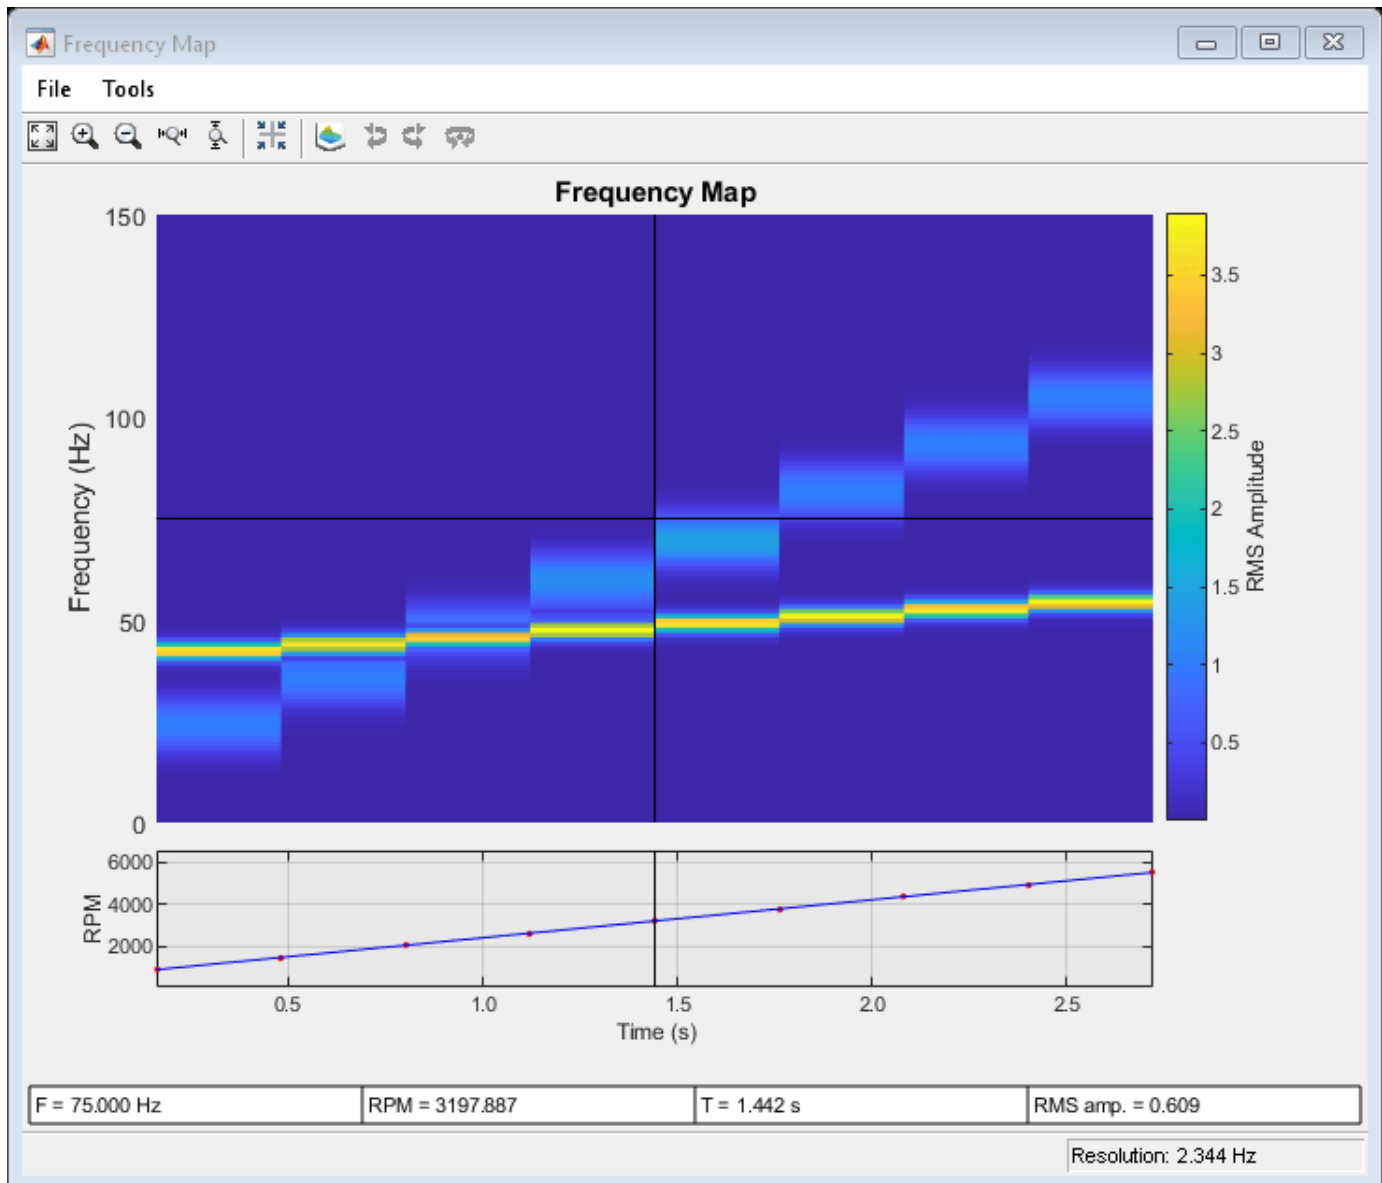 Frequency Map
File Tools
Frequency Map
150
100
50
0
Frequency (Hz)
3.5
3
2.5
2
1.5
1
0.5
RMS Amplitude
6000
4000
2000
RPM
0.5 1.0 1.5 2.0 2.5
Time (s)
F = 75.000 Hz RPM = 3197.887 T = 1.442 s RMS amp. = 0.609
Resolution: 2.344 Hz